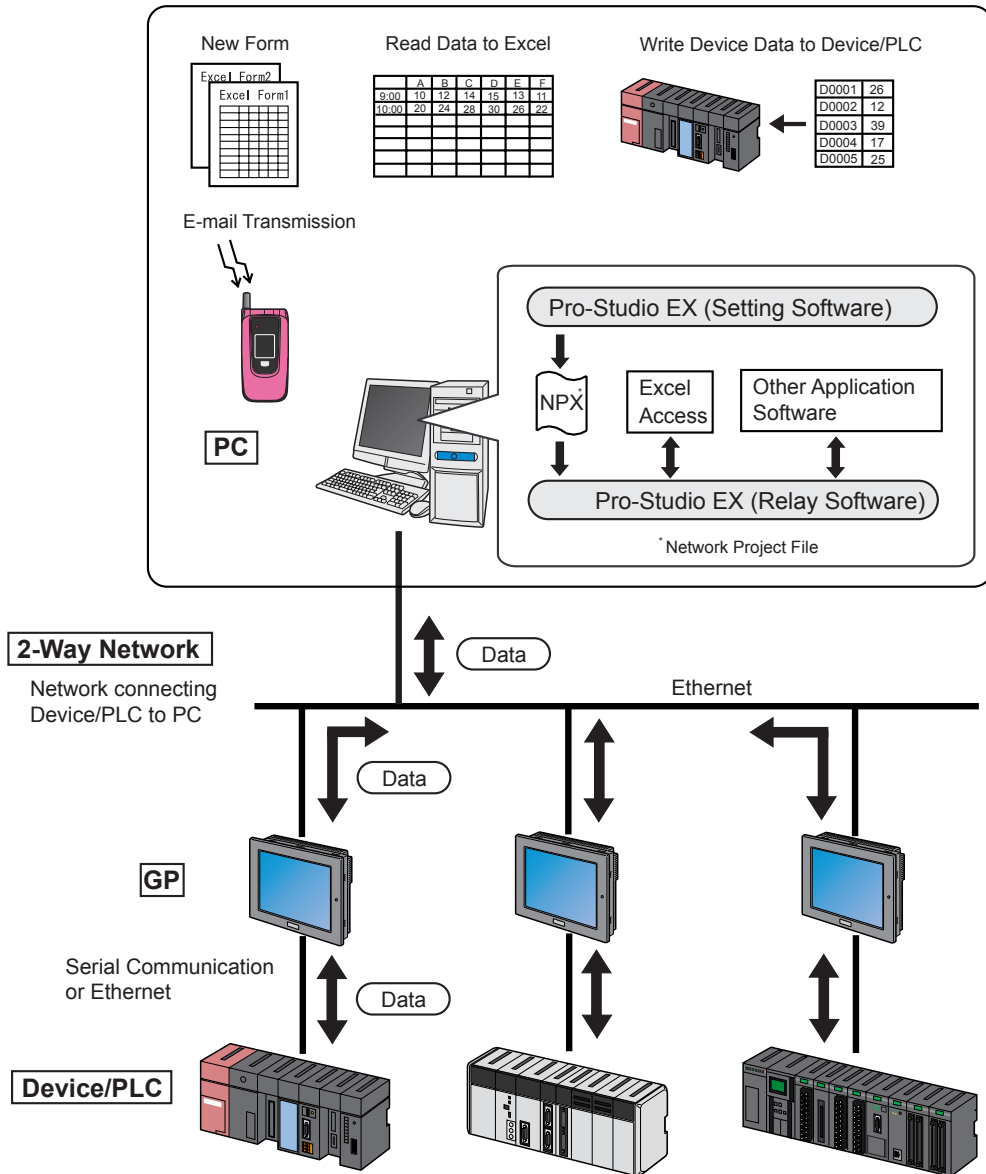 New Form
Read Data to Excel
Write Device Data to Device/PLC
Excel Form2
Excel Form1
A B C D E F
9:00 10 12 14 15 13 11
10:00 20 24 28 30 26 22
D0001 26
D0002 12
D0003 39
D0004 17
D0005 25
E-mail Transmission
PC
Pro-Studio EX (Setting Software)
NPX*
Excel
Access
Other Application
Software
Pro-Studio EX (Relay Software)
* Network Project File
2-Way Network
Data
Network connecting
Device/PLC to PC
Ethernet
Data
GP
Serial Communication
or Ethernet
Data
Device/PLC